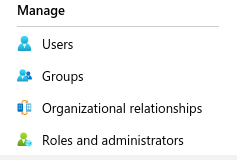 Manage
Users
Groups
Organizational relationships
Roles and administrators